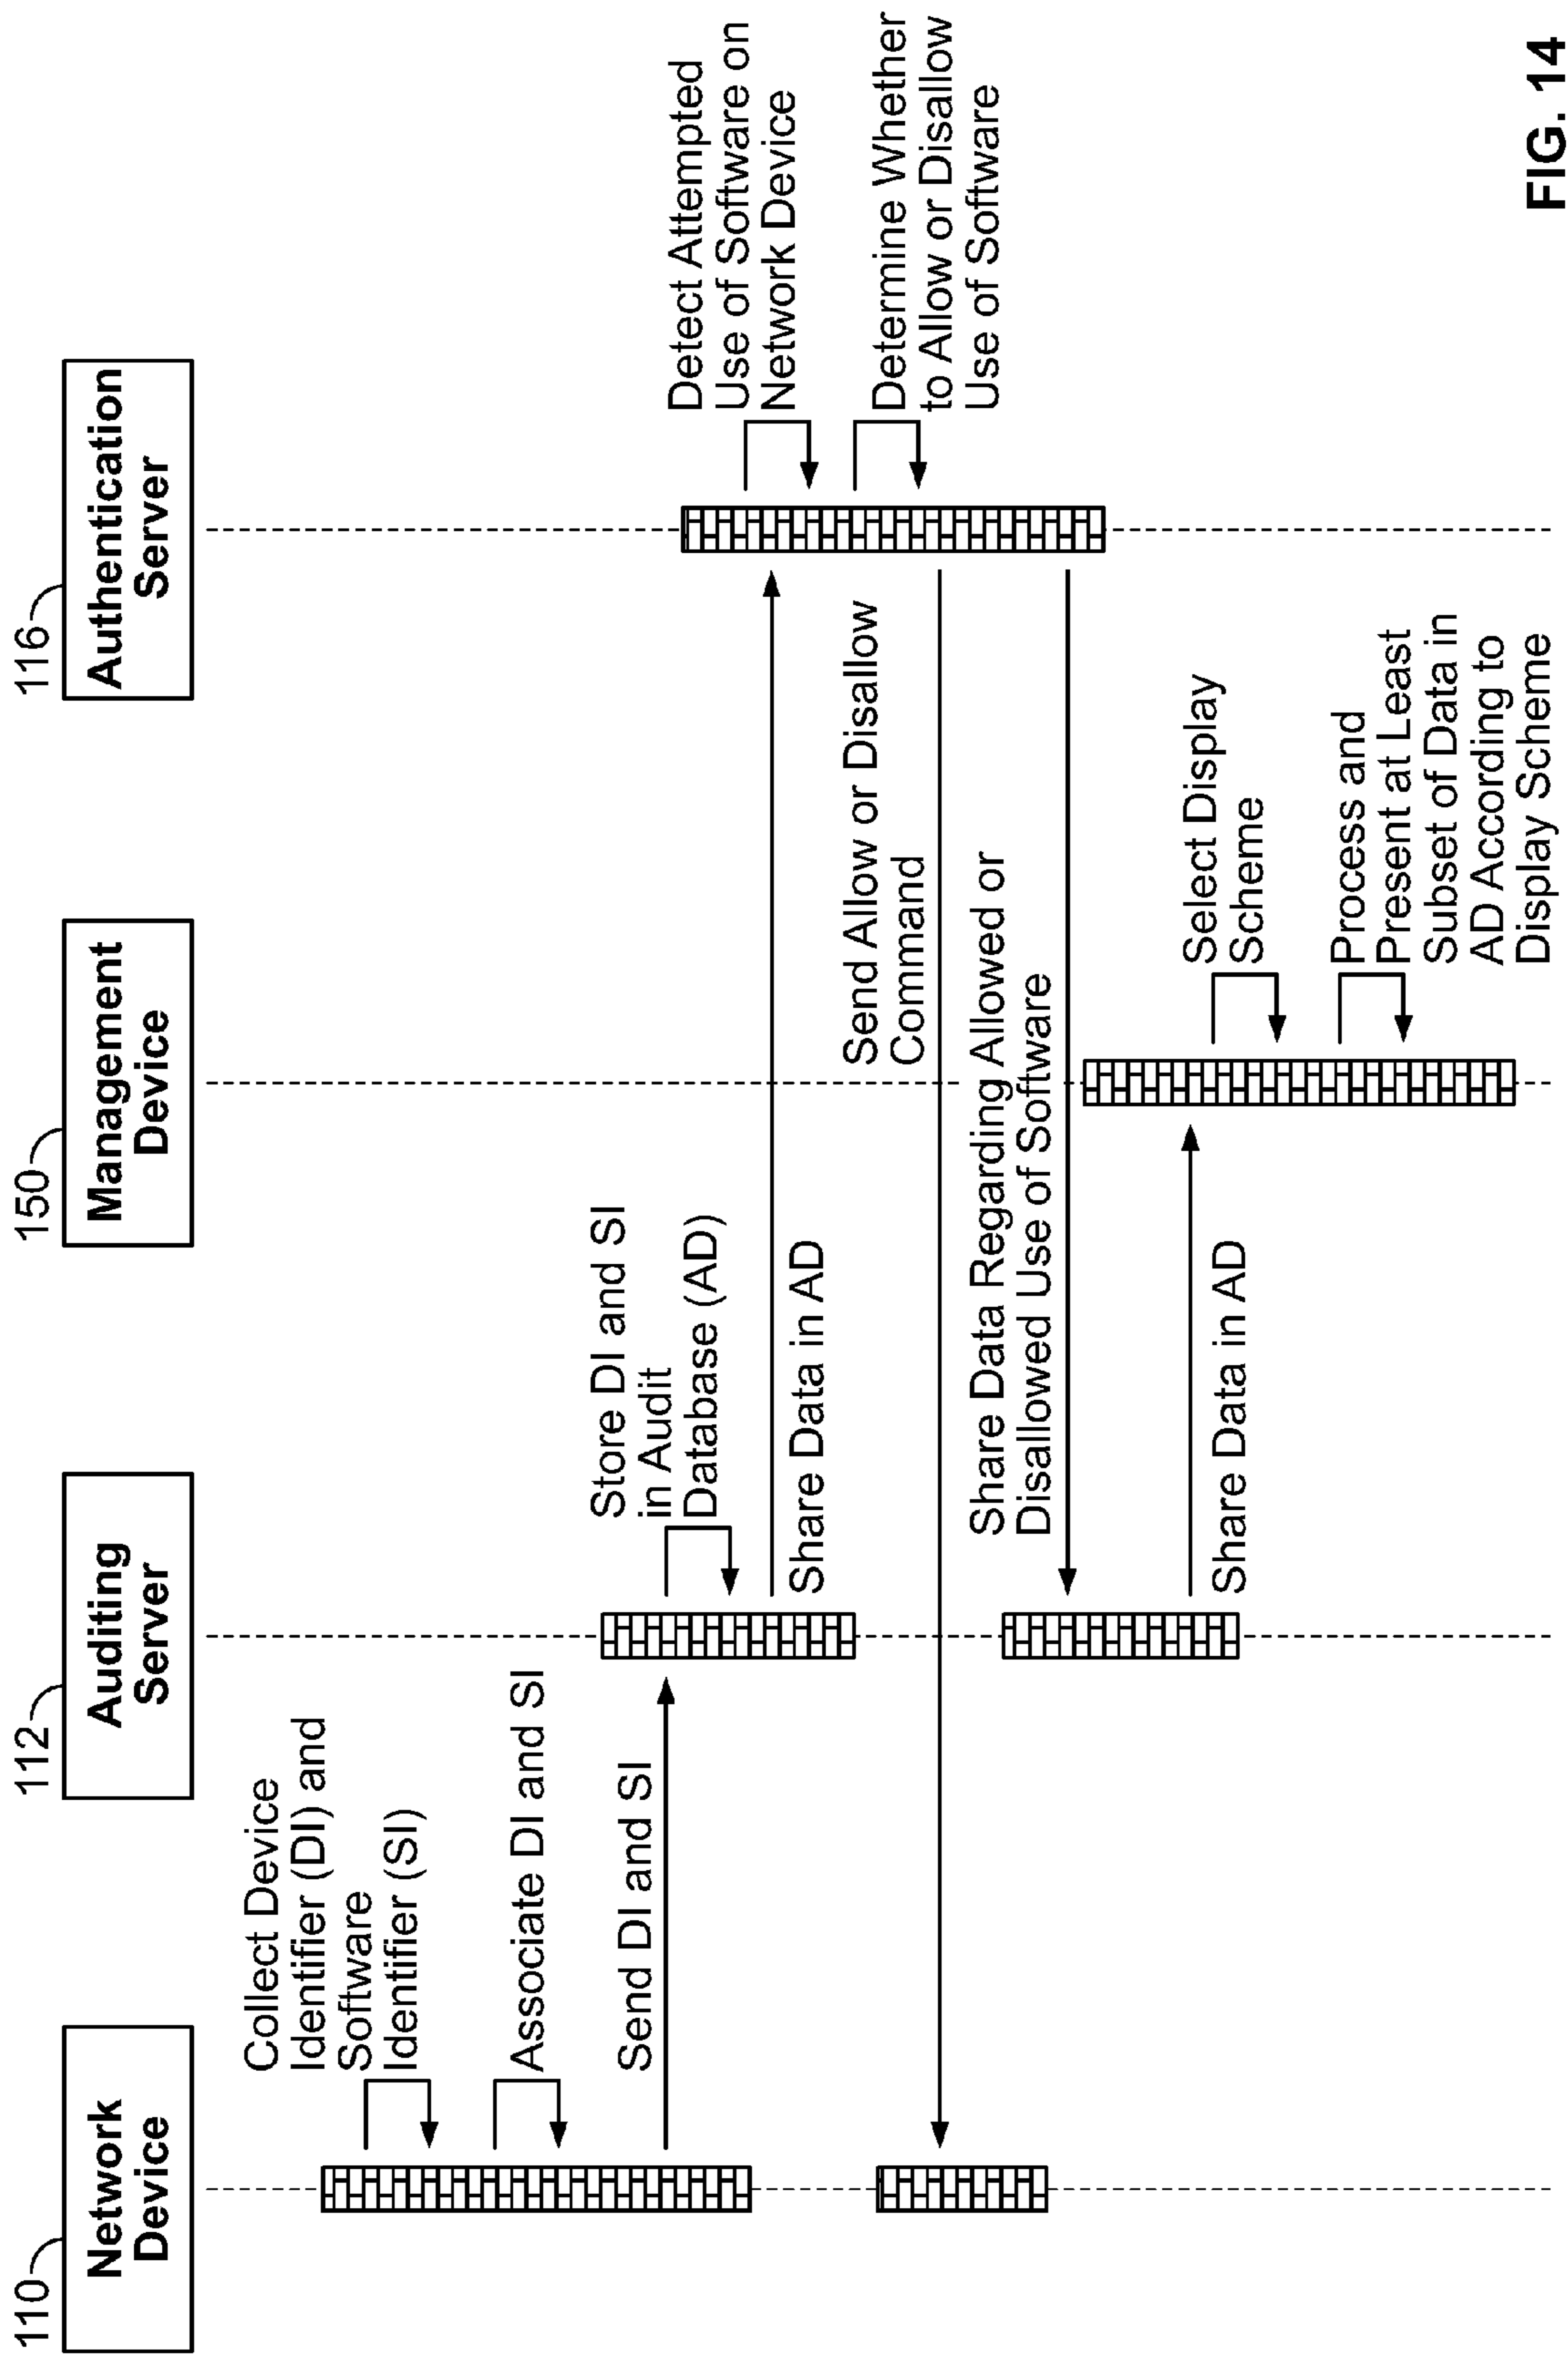 110
Network
Device
112
Auditing
Server
150
Management
Device
116
Authentication
Server
Collect Device
Identifier (DI) and
Software
Identifier (SI)
Associate DI and SI
Send DI and SI
Store DI and SI
in Audit
Database (AD)
Share Data in AD
Detect Attempted
Use of Software on
Network Device
Determine Whether
to Allow or Disallow
Use of Software
Send Allow or Disallow
Command
Share Data Regarding Allowed or
Disallowed Use of Software
Share Data in AD
Select Display
Scheme
Process and
Present at Least
Subset of Data in
AD According to
Display Scheme
FIG. 14